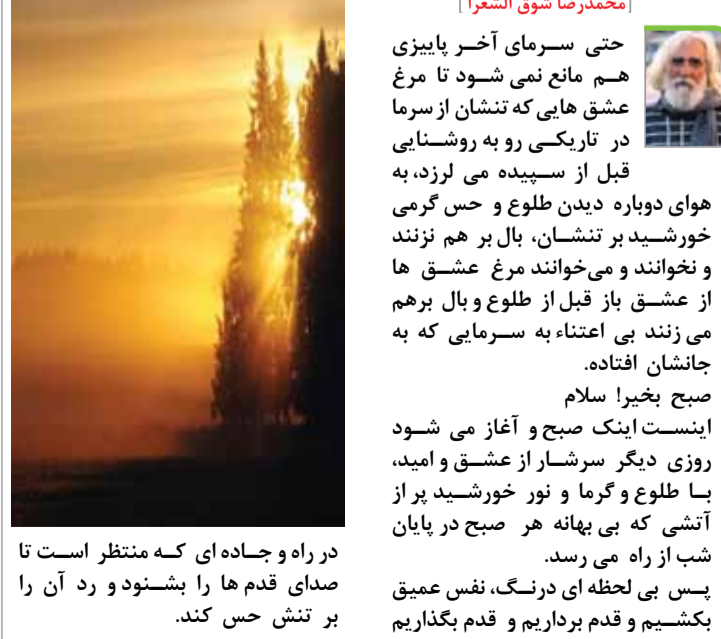 [محمدرضا شوق الشعرا]
حتی سرمای آخر پاییزی
هم مانع نمی شود تا مرغ
عشق هایی که تنشان از سرما
در تاریکی رو به روشنایی
قبل از سپیده می لرزد، به
هوای دوباره دیدن طلوع و حس گرمی
خورشید بر تنشان، بال بر هم نزنند
و نخوانند و می‌خوانند مرغ عشق ها
از عشق باز قبل از طلوع و بال برهم
می زنند بی اعتناء به سرمایی که به
جانشان افتاده.
صبح بخیر! سلام
اینست اینک صبح و آغاز می شود
روزی دیگر سرشار از عشق و امید،
با طلوع و گرما و نور خورشید پر از
آتشی که بی بهانه هر صبح در پایان
شب از راه می رسد.
پس بی لحظه ای درنگ، نفس عمیق
بکشیم و قدم برداریم و قدم بگذاریم
در راه و جاده ای که منتظر است تا
صدای قدم ها را بشنود و رد آن را
بر تنش حس کند.